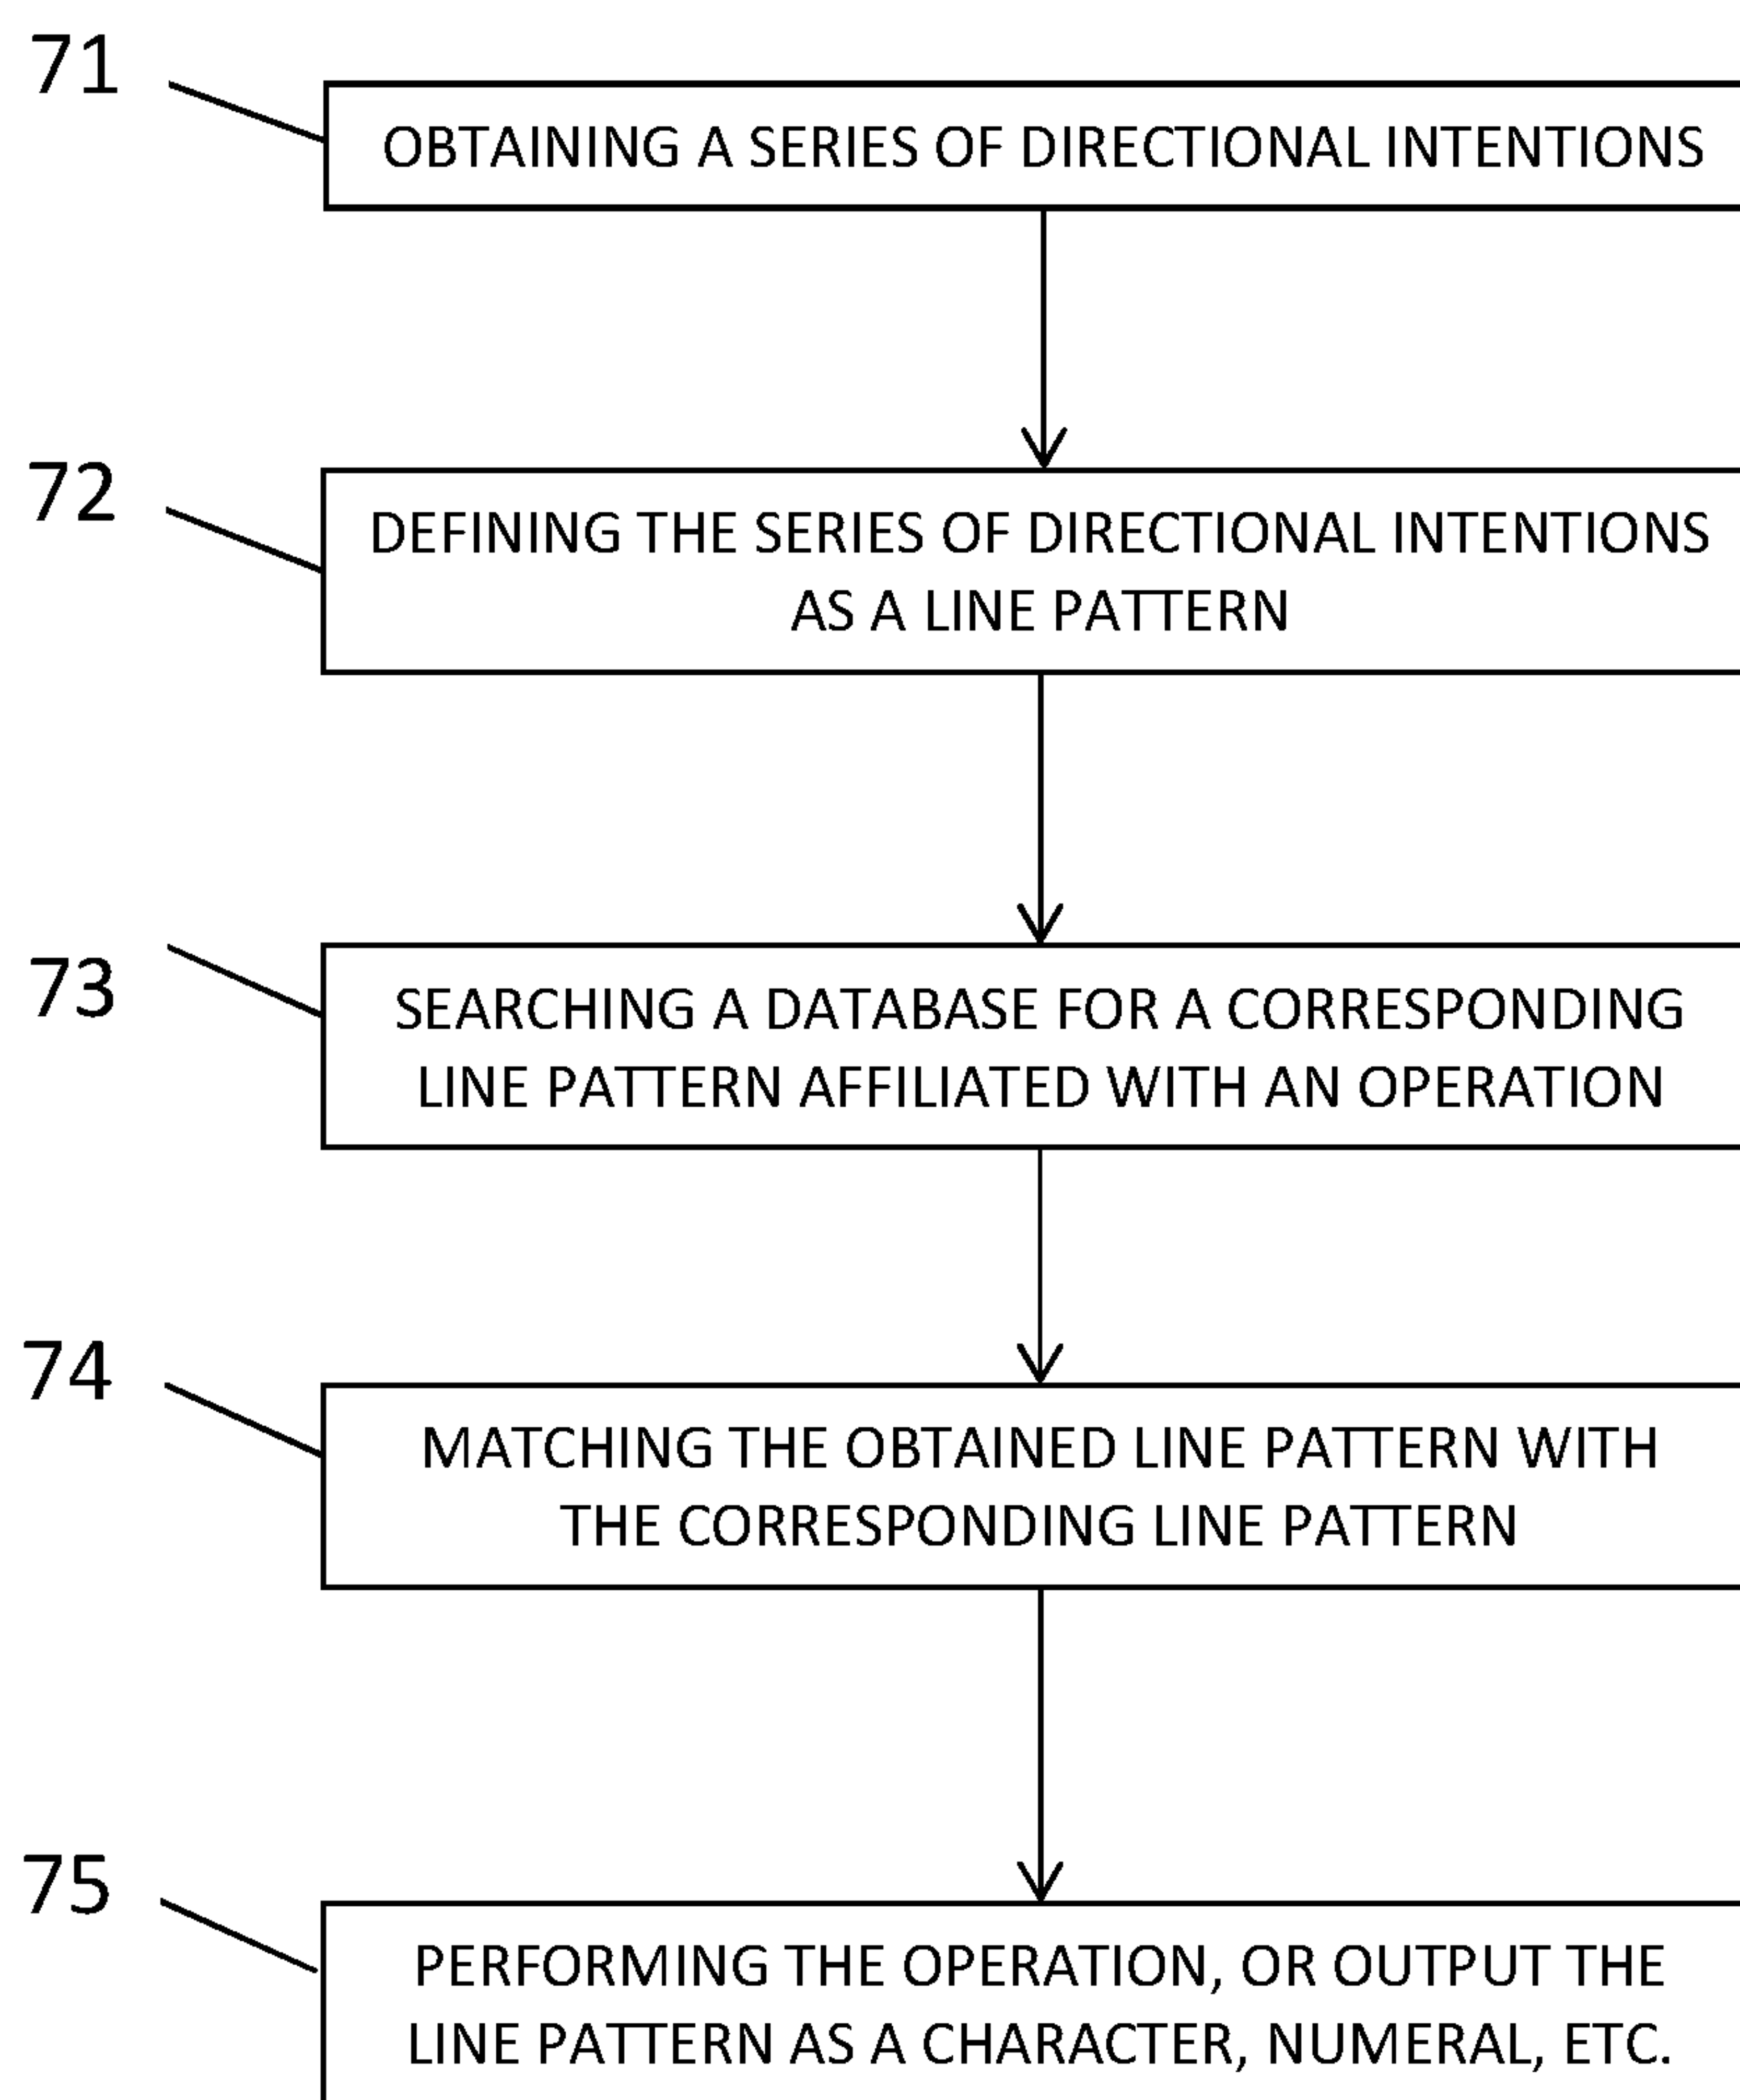 71
OBTAINING A SERIES OF DIRECTIONAL INTENTIONS
72
DEFINING THE SERIES OF DIRECTIONAL INTENTIONS
AS A LINE PATTERN
73
SEARCHING A DATABASE FOR A CORRESPONDING
LINE PATTERN AFFILIATED WITH AN OPERATION
74
MATCHING THE OBTAINED LINE PATTERN WITH
THE CORRESPONDING LINE PATTERN
75
PERFORMING THE OPERATION, OR OUTPUT THE
LINE PATTERN AS A CHARACTER, NUMERAL, ETC.